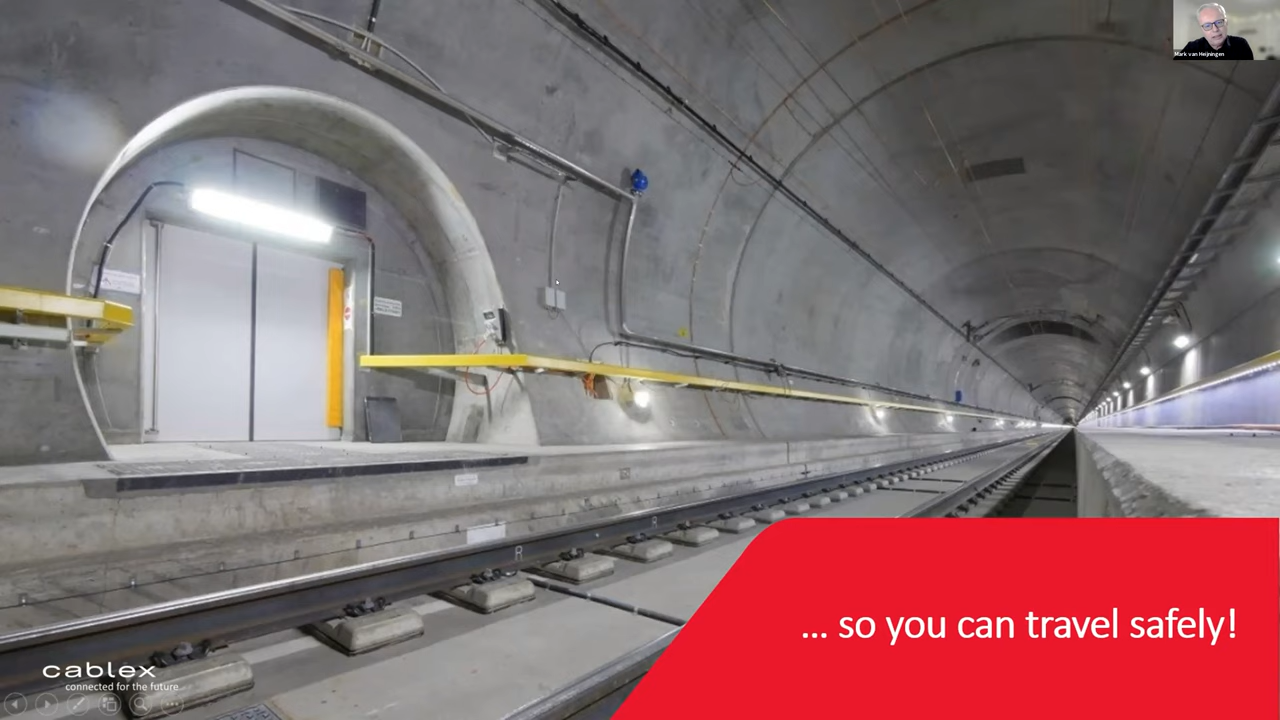 Mark van Heijningen
R
R
... so you can travel safely!
cablex
connected for the future